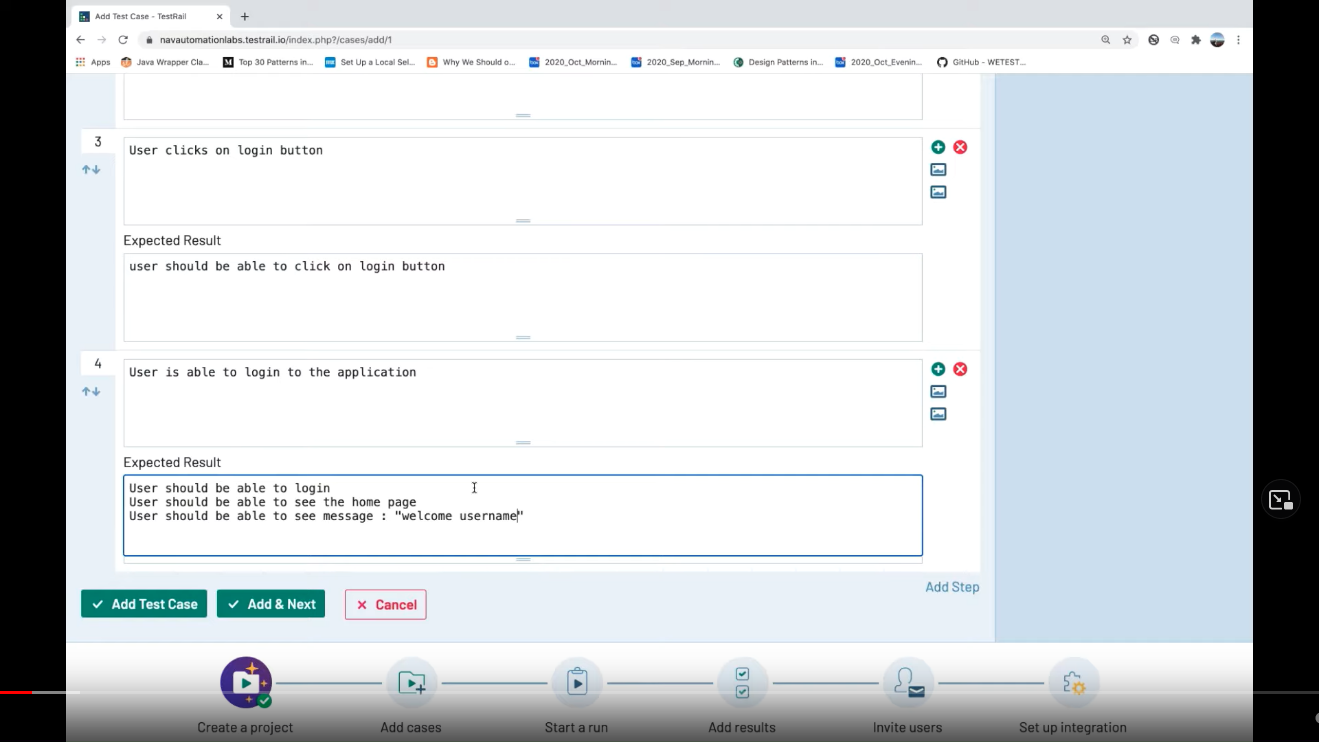 Add Test Case - TestRail
navautomationlabs.testrail.io/index.php?/cases/add/1
Apps Java Wrapper Cla... Top 30 Patterns in... Set Up a Local Sel... Why We Should o... 2020_Oct_Mornin... 2020_Sep_Mornin... Design Patterns in... 2020_Oct_Evenin... GitHub - WETEST...
3
User clicks on login button
Expected Result
user should be able to click on login button
4
User is able to login to the application
Expected Result
User should be able to login
User should be able to see the home page
User should be able to see message : "welcome username"
Add Step
Add Test Case Add & Next Cancel
Create a project Add cases Start a run Add results Invite users Set up integration